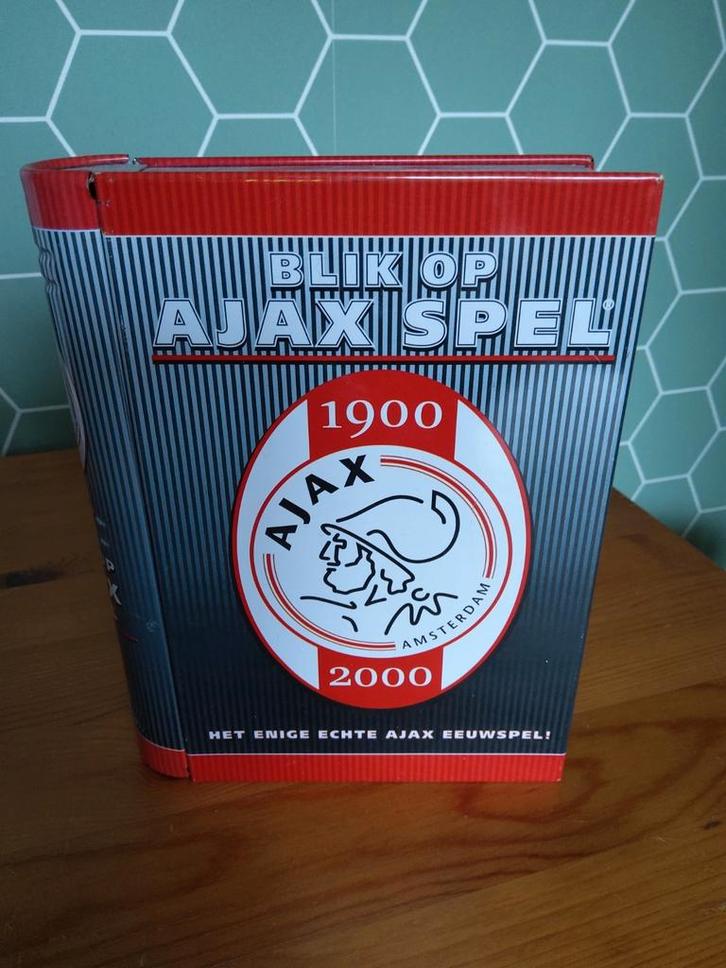 BLIK OP
AJAX SPEL®
1900
AJAX
AMSTERDAM
2000
HET ENIGE ECHTE AJAX EEUWSPEL!